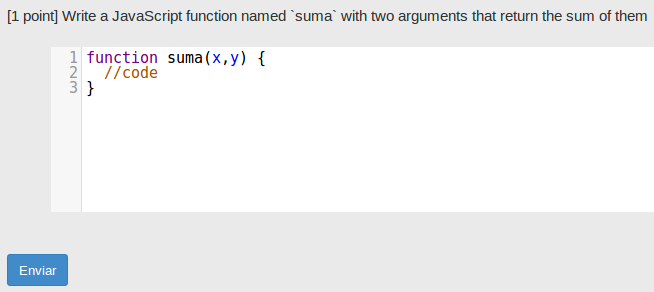 [1 point] Write a JavaScript function named `suma` with two arguments that return the sum of them
1 function suma(x,y) {
2   //code
3 }
Enviar